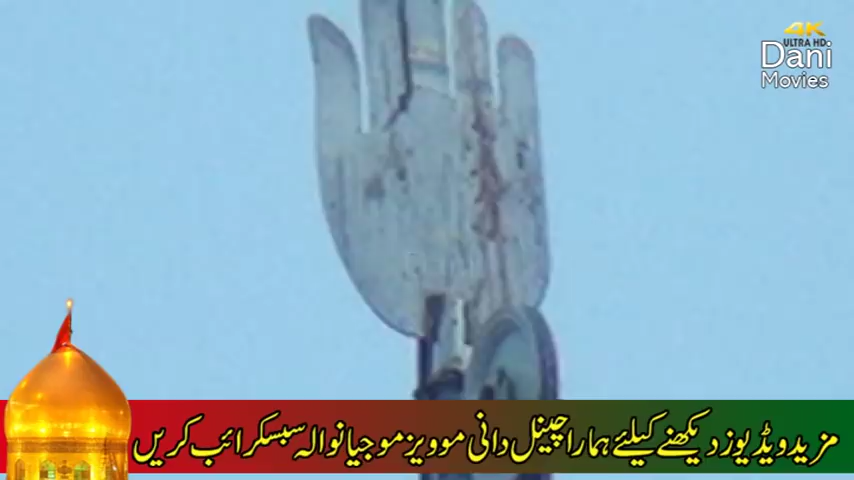 4K
ULTRA HD
Dani
Movies
مزید ویڈیوز دیکھنے کیلئے ہمارا چینل دانی موویز موجیانوالہ سبسکرائب کریں